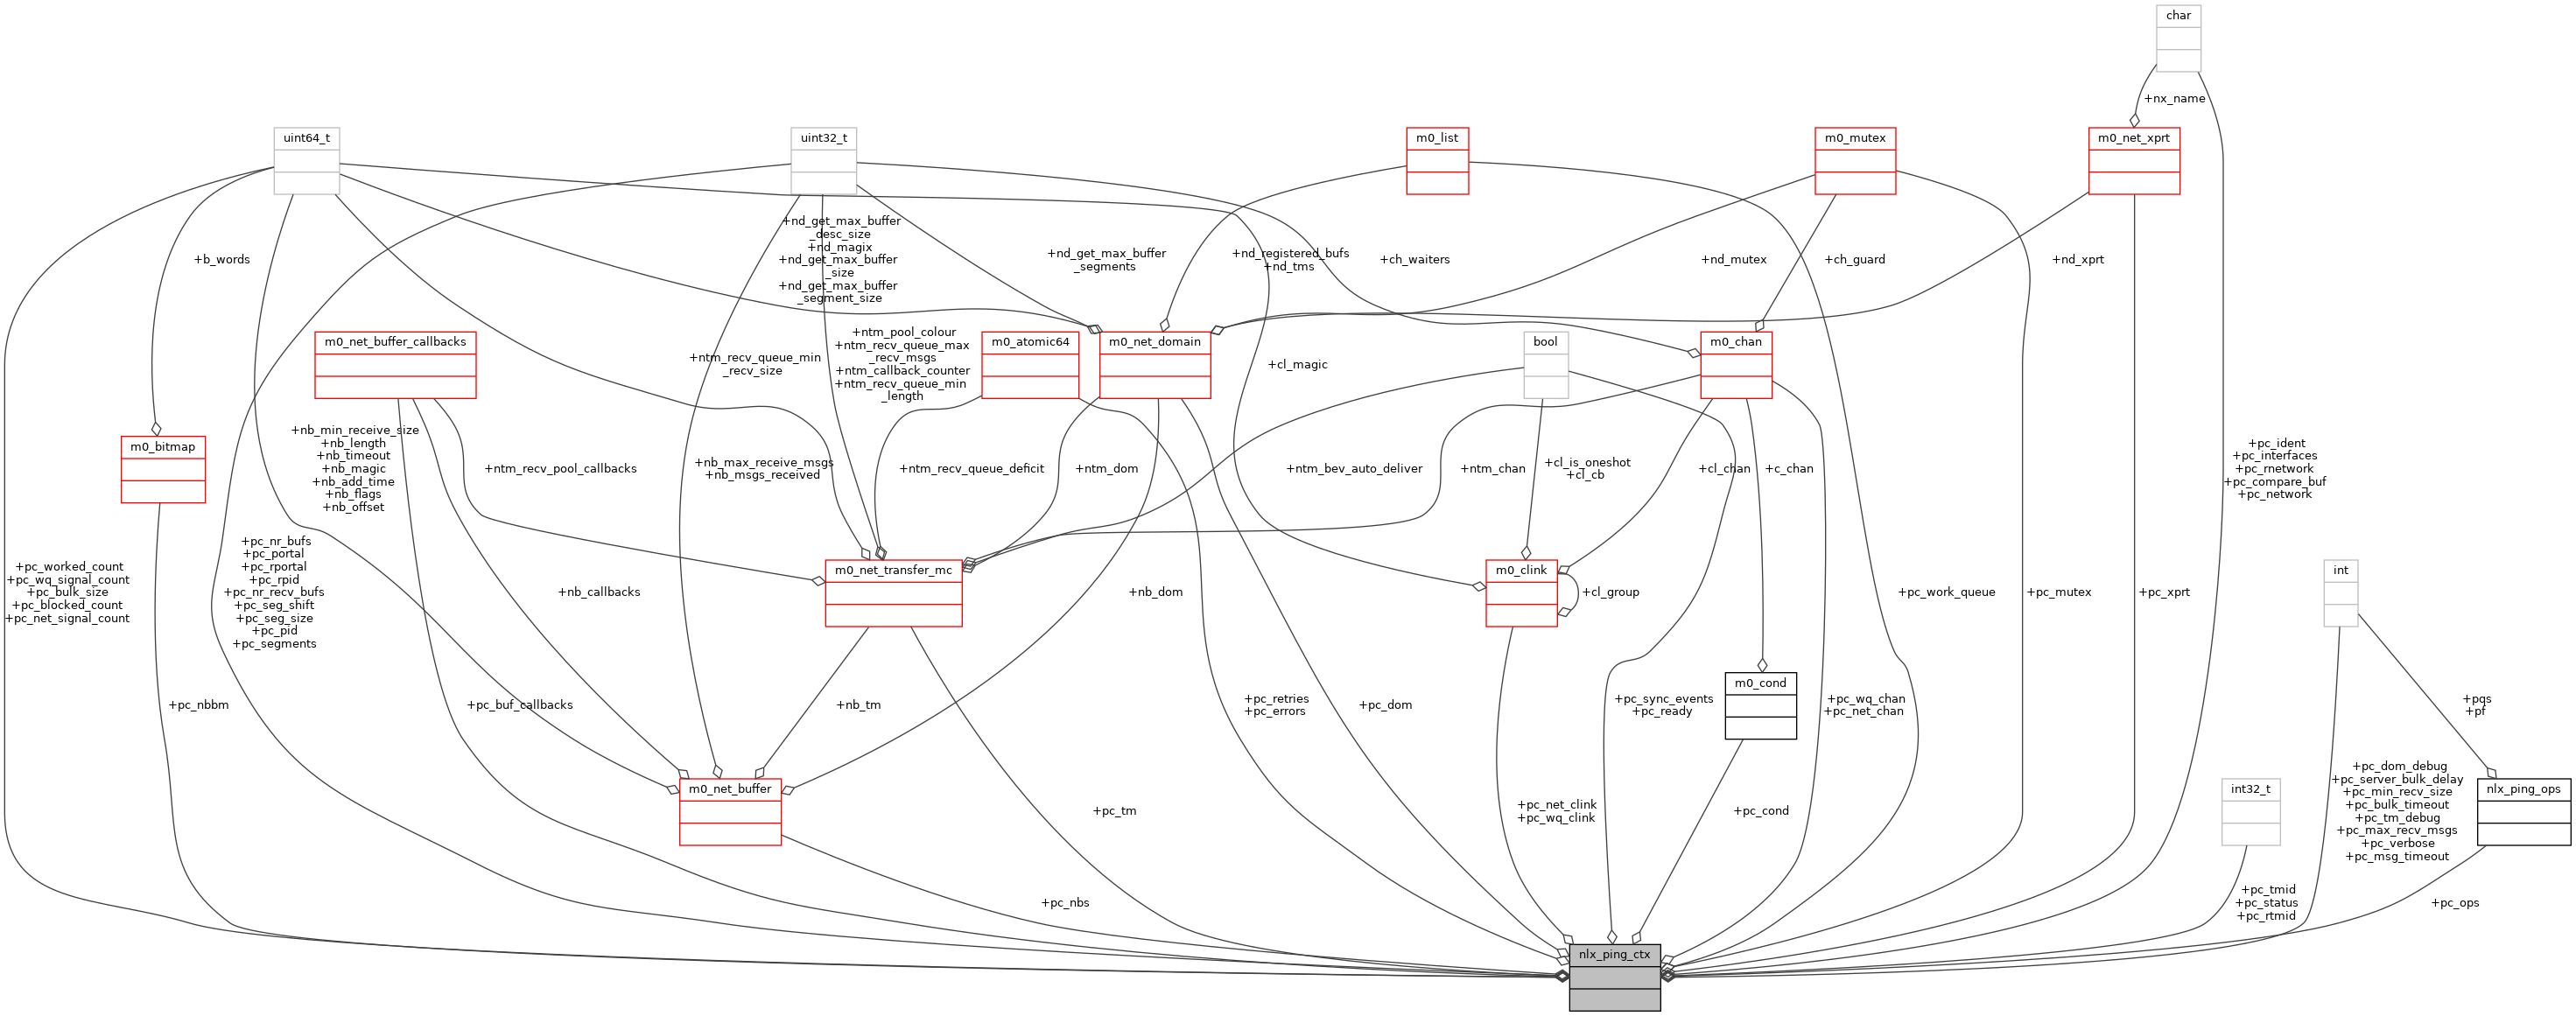 char
+nx_name
uint64_t
uint32_t
m0_list
m0_mutex
m0_net_xprt
+b_words
+nd_get_max_buffer
_desc_size
+nd_magix
+nd_get_max_buffer
_size
+nd_get_max_buffer
_segment_size
+nd_get_max_buffer
_segments
+nd_registered_bufs
+nd_tms
+ch_waiters
+nd_mutex
+ch_guard
+nd_xprt
m0_net_buffer_callbacks
+ntm_recv_queue_min
_recv_size
+ntm_pool_colour
+ntm_recv_queue_max
_recv_msgs
+ntm_callback_counter
+ntm_recv_queue_min
_length
m0_atomic64
m0_net_domain
+cl_magic
bool
m0_chan
m0_bitmap
+nb_min_receive_size
+nb_length
+nb_timeout
+nb_magic
+nb_add_time
+nb_flags
+nb_offset
+ntm_recv_pool_callbacks
+nb_max_receive_msgs
+nb_msgs_received
+ntm_recv_queue_deficit
+ntm_dom
+ntm_bev_auto_deliver
+ntm_chan
+cl_is_oneshot
+cl_cb
+cl_chan
+c_chan
+pc_ident
+pc_interfaces
+pc_rnetwork
+pc_compare_buf
+pc_network
+pc_worked_count
+pc_wq_signal_count
+pc_bulk_size
+pc_blocked_count
+pc_net_signal_count
+pc_nr_bufs
+pc_portal
+pc_rportal
+pc_rpid
+pc_nr_recv_bufs
+pc_seg_shift
+pc_seg_size
+pc_pid
+pc_segments
+nb_callbacks
m0_net_transfer_mc
+nb_dom
m0_clink
+cl_group
+pc_work_queue
+pc_mutex
+pc_xprt
int
+pc_nbbm
+pc_buf_callbacks
+nb_tm
+pc_retries
+pc_errors
+pc_dom
+pc_sync_events
+pc_ready
m0_cond
+pc_wq_chan
+pc_net_chan
+pqs
+pf
m0_net_buffer
+pc_tm
+pc_net_clink
+pc_wq_clink
+pc_cond
int32_t
+pc_dom_debug
+pc_server_bulk_delay
+pc_min_recv_size
+pc_bulk_timeout
+pc_tm_debug
+pc_max_recv_msgs
+pc_verbose
+pc_msg_timeout
nlx_ping_ops
+pc_nbs
+pc_tmid
+pc_status
+pc_rtmid
+pc_ops
nlx_ping_ctx